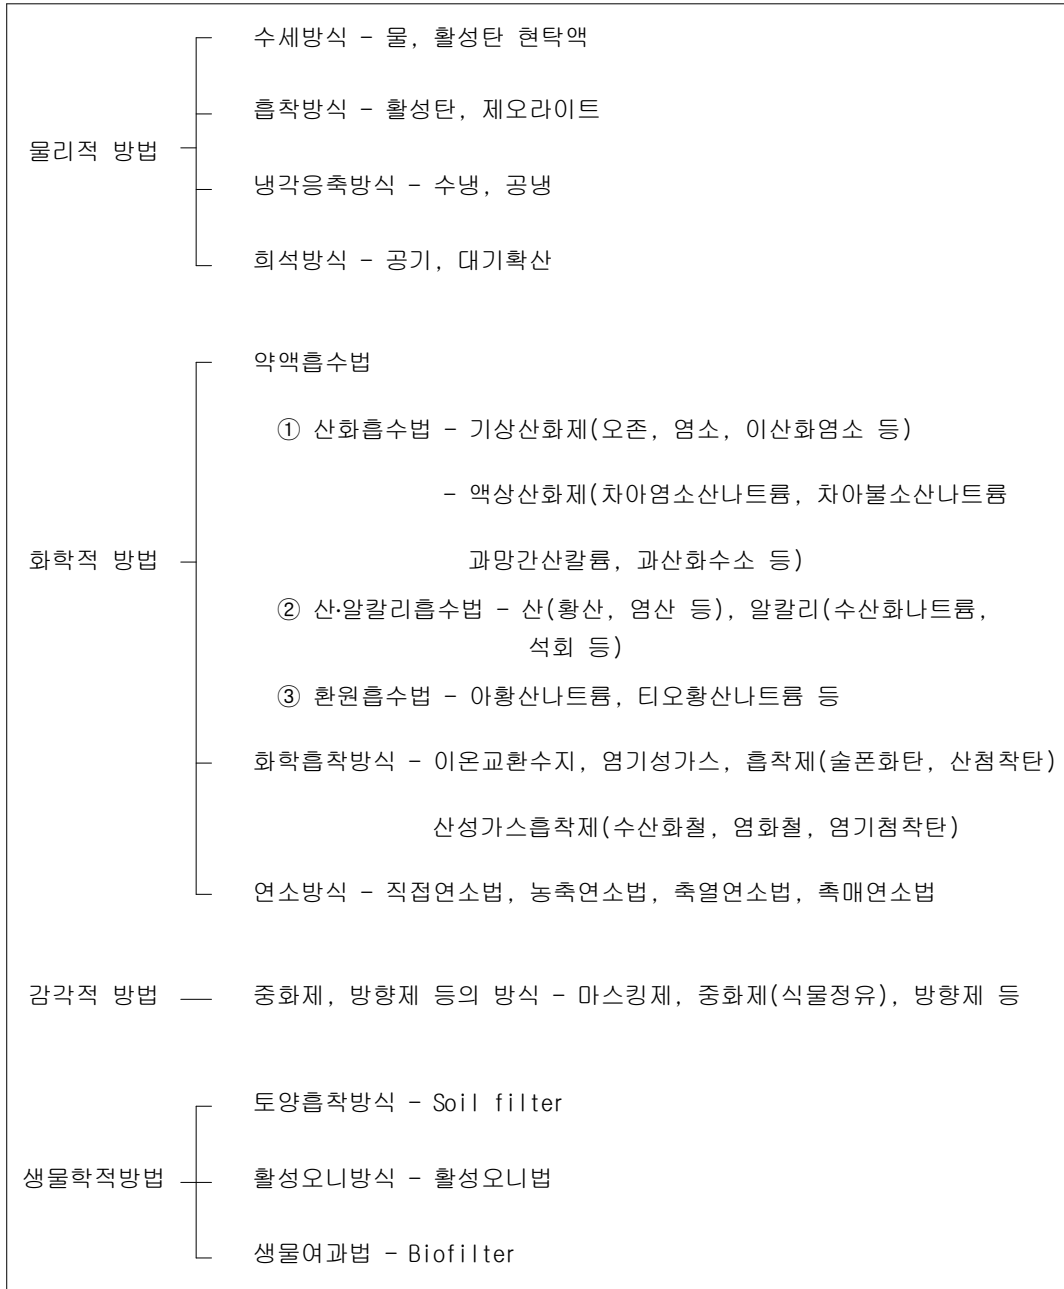 수세방식 - 물, 활성탄 현탁액
흡착방식 - 활성탄, 제오라이트
물리적 방법
냉각응축방식 - 수냉, 공냉
희석방식 - 공기, 대기확산
약액흡수법
① 산화흡수법 - 기상산화제(오존, 염소, 이산화염소 등)
- 액상산화제(차아염소산나트륨, 차아불소산나트륨
화학적 방법
과망간산칼륨, 과산화수소 등)
② 산·알칼리흡수법 - 산(황산, 염산 등), 알칼리(수산화나트륨,
석회 등)
③ 환원흡수법 - 아황산나트륨, 티오황산나트륨 등
화학흡착방식 - 이온교환수지, 염기성가스, 흡착제(술폰화탄, 산첨착탄)
산성가스흡착제(수산화철, 염화철, 염기첨착탄)
연소방식 - 직접연소법, 농축연소법, 축열연소법, 촉매연소법
감각적 방법
중화제, 방향제 등의 방식 - 마스킹제, 중화제(식물정유), 방향제 등
토양흡착방식 - Soil filter
생물학적방법
활성오니방식 - 활성오니법
생물여과법 - Biofilter